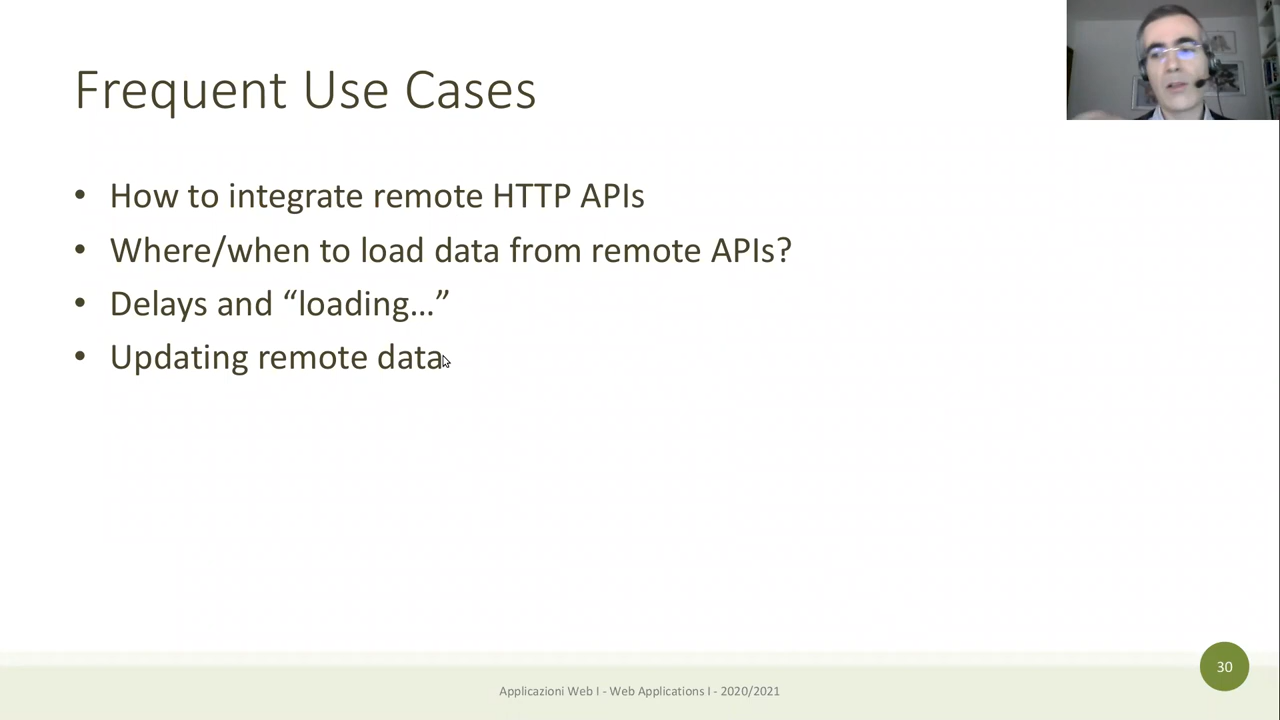 Frequent Use Cases
• How to integrate remote HTTP APIs
• Where/when to load data from remote APIs?
• Delays and “loading…”
• Updating remote data
30
Applicazioni Web I - Web Applications I - 2020/2021